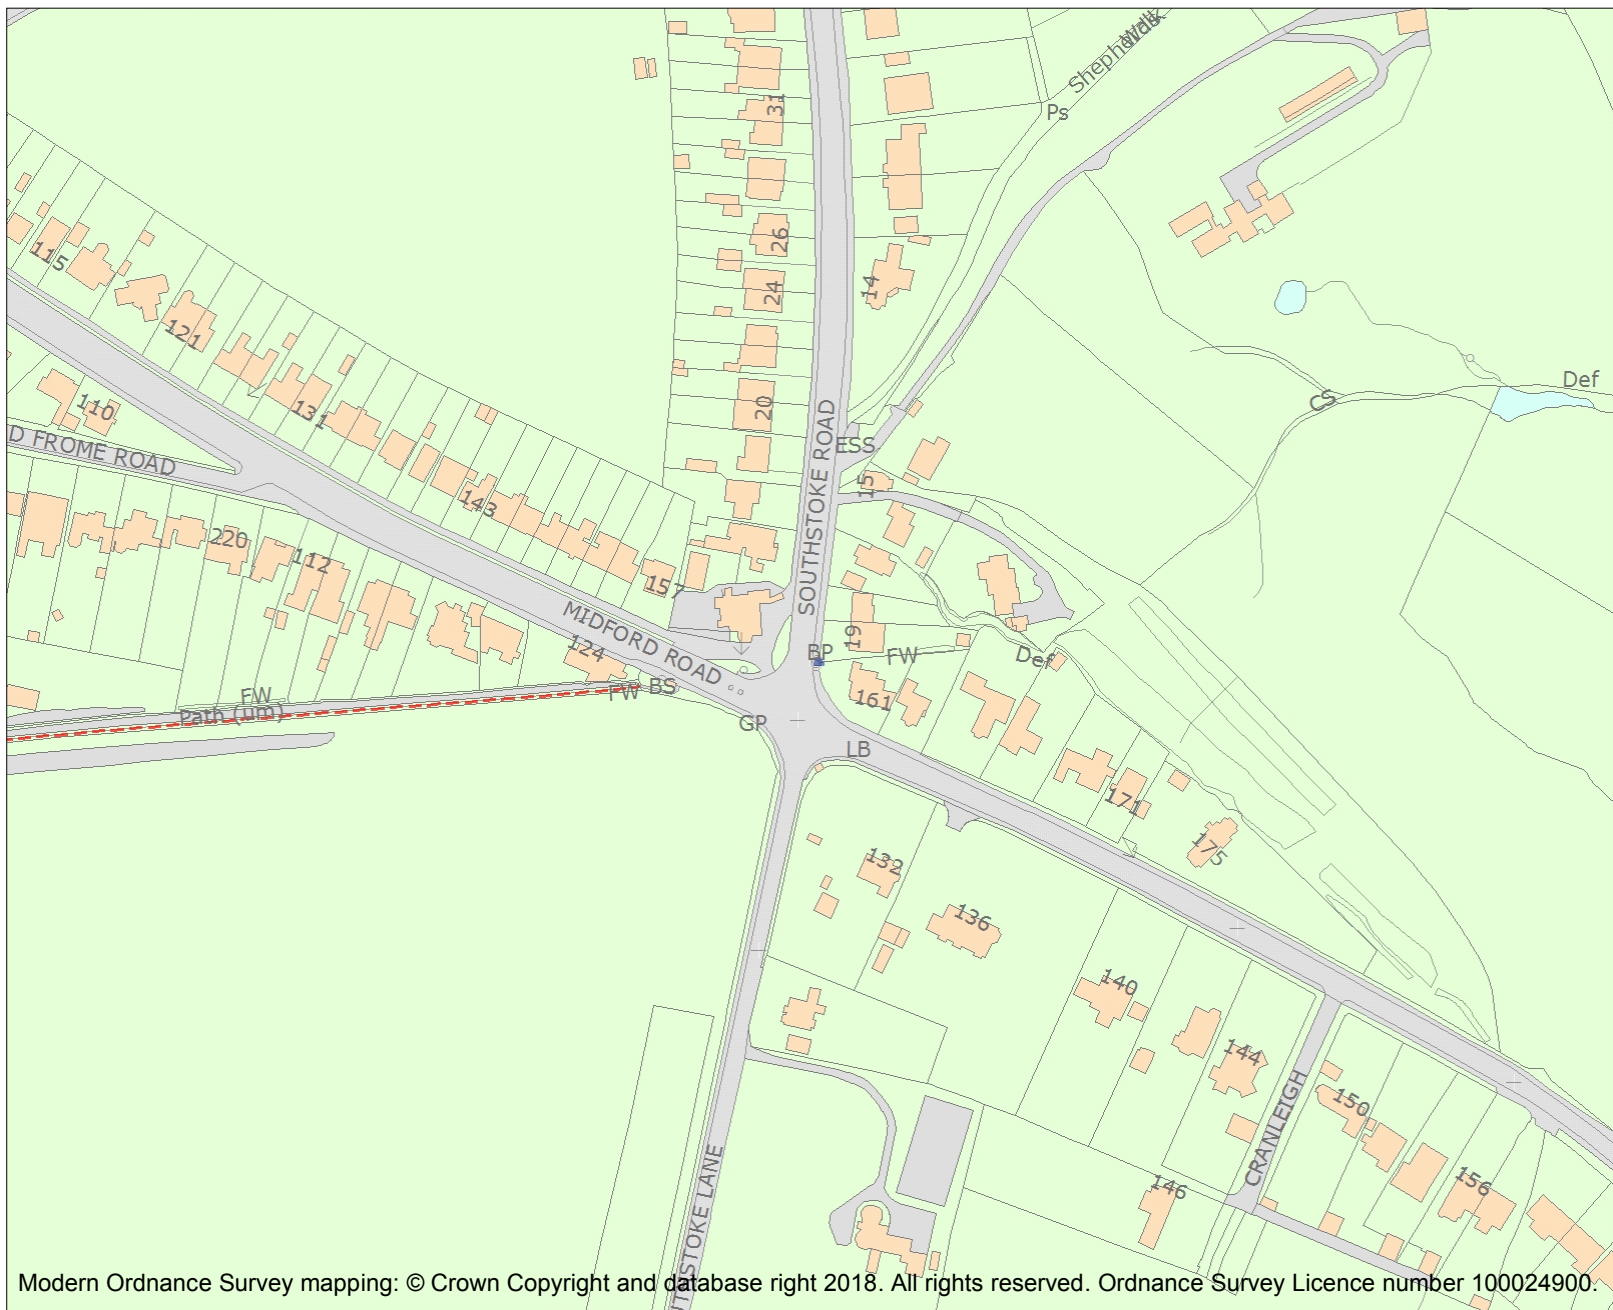 Shepherds Walk
Ps
31
115
26
14
24
121
Def
CS
110
131
20
D FROME ROAD
SOUTHSTOKE ROAD
ESS
15
143
220
112
157
MIDFORD ROAD
19
124
BP
FW
Def
FW
FW
BS
161
Path (um)
GP
LB
171
175
132
136
140
144
150
CRANLEIGH
146
156
THSTOKE LANE
Modern Ordnance Survey mapping: © Crown Copyright and database right 2018. All rights reserved. Ordnance Survey Licence number 100024900.